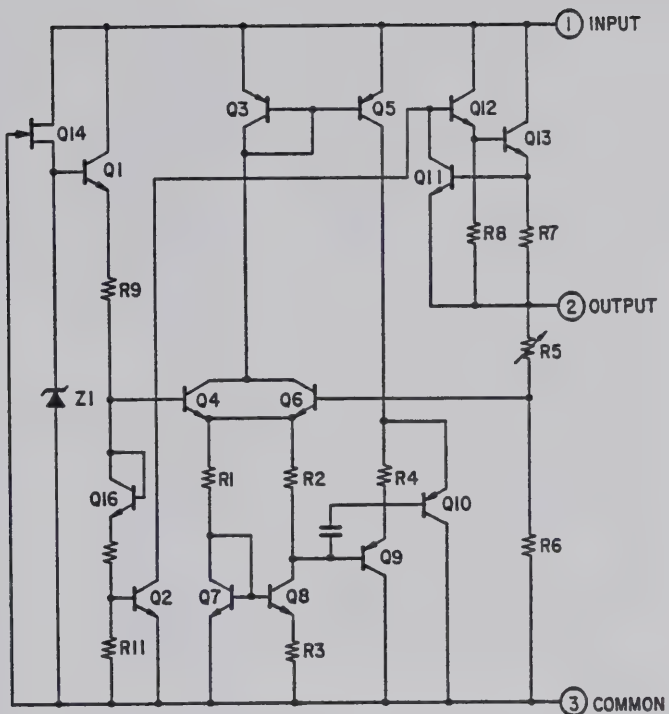 1 INPUT
Q3
Q5
Q12
Q14
Q13
Q1
Q11
R8
R7
R9
2 OUTPUT
R5
Z1
Q4
Q6
R1
R2
R4
Q10
Q16
R6
Q9
Q2
Q7
Q8
R11
R3
3 COMMON